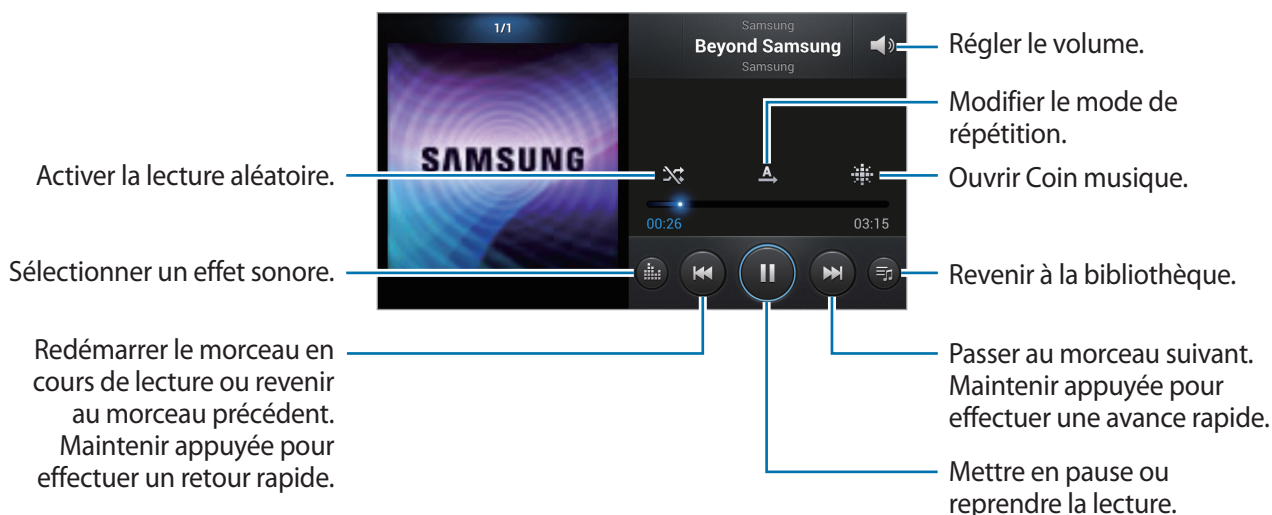 1/1
SAMSUNG
Samsung
Beyond Samsung
Samsung
A
00:26
03:15
Activer la lecture aléatoire.
Sélectionner un effet sonore.
Redémarrer le morceau en
cours de lecture ou revenir
au morceau précédent.
Maintenir appuyée pour
effectuer un retour rapide.
Régler le volume.
Modifier le mode de
répétition.
Ouvrir Coin musique.
Revenir à la bibliothèque.
Passer au morceau suivant.
Maintenir appuyée pour
effectuer une avance rapide.
Mettre en pause ou
reprendre la lecture.